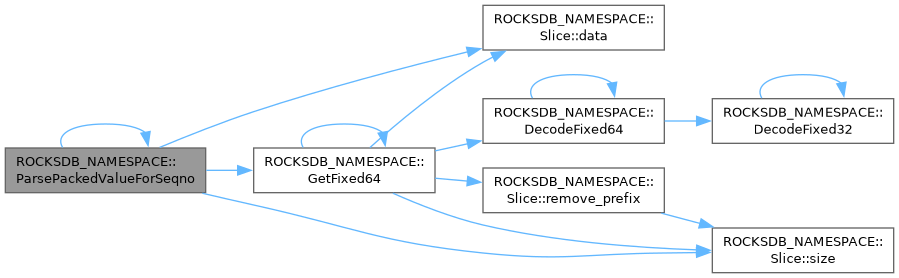 ROCKSDB_NAMESPACE::
ParsePackedValueForSeqno
ROCKSDB_NAMESPACE::
GetFixed64
ROCKSDB_NAMESPACE::
Slice::data
ROCKSDB_NAMESPACE::
DecodeFixed64
ROCKSDB_NAMESPACE::
Slice::remove_prefix
ROCKSDB_NAMESPACE::
DecodeFixed32
ROCKSDB_NAMESPACE::
Slice::size